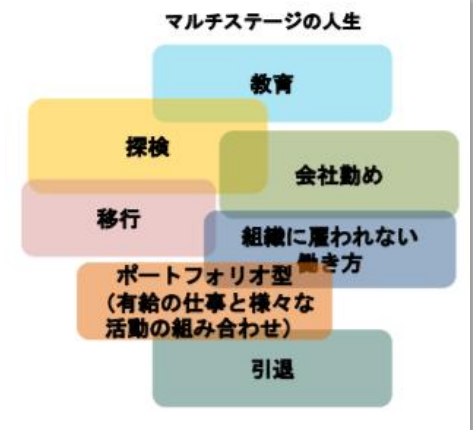 マルチステージの人生
教育
探検
会社勤め
移行
組織に雇われない
働き方
ポートフォリオ型
（有給の仕事と様々な
活動の組み合わせ）
引退